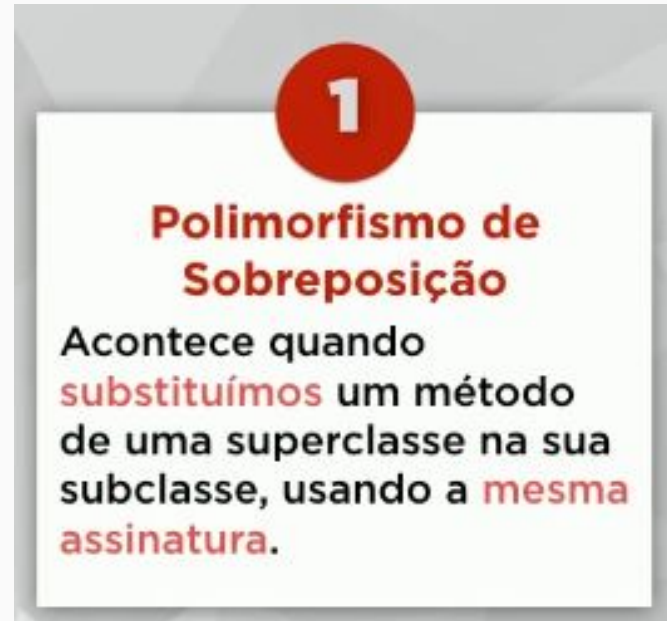 1
Polimorfismo de
Sobreposição
Acontece quando
substituímos um método
de uma superclasse na sua
subclasse, usando a mesma
assinatura.